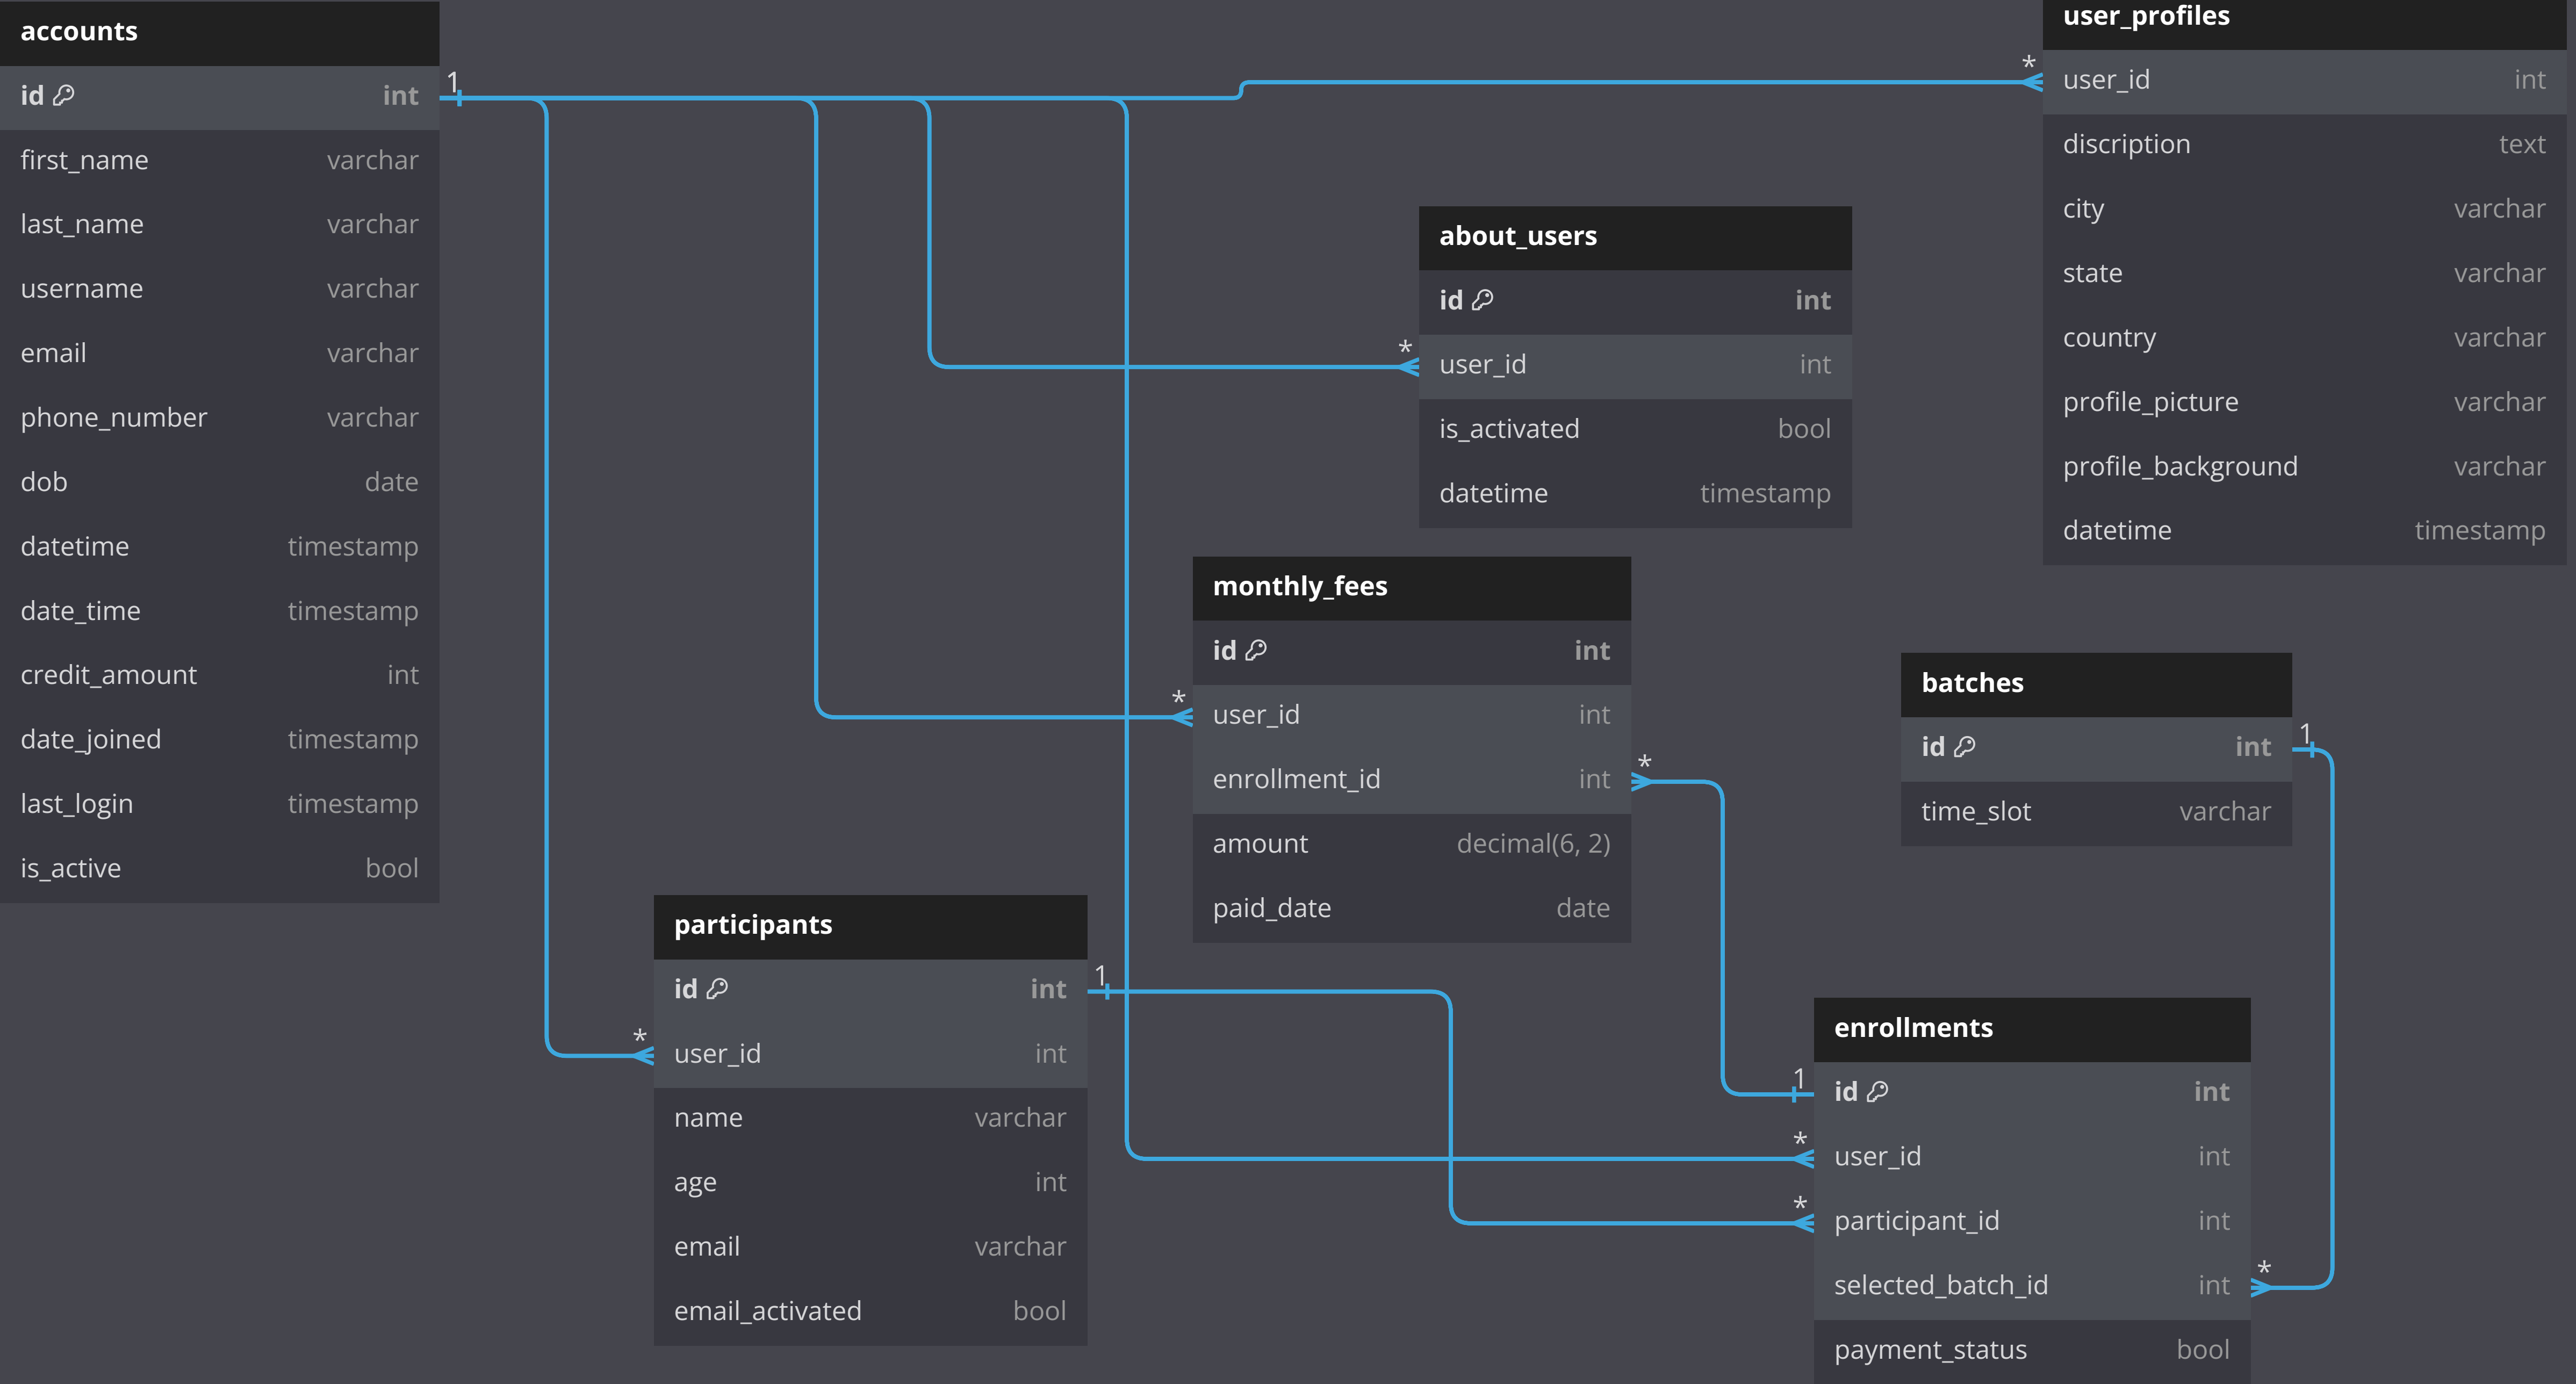 accounts
id int
first_name varchar
last_name varchar
username varchar
email varchar
phone_number varchar
dob date
datetime timestamp
date_time timestamp
credit_amount int
date_joined timestamp
last_login timestamp
is_active bool
1
user_profiles
*
user_id int
discription text
city varchar
state varchar
country varchar
profile_picture varchar
profile_background varchar
datetime timestamp
about_users
id int
*
user_id int
is_activated bool
datetime timestamp
monthly_fees
id int
*
user_id int
enrollment_id int
*
amount decimal(6, 2)
paid_date date
batches
id int
1
time_slot varchar
participants
id int
1
*
user_id int
name varchar
age int
email varchar
email_activated bool
enrollments
1
id int
*
user_id int
*
participant_id int
selected_batch_id int
*
payment_status bool